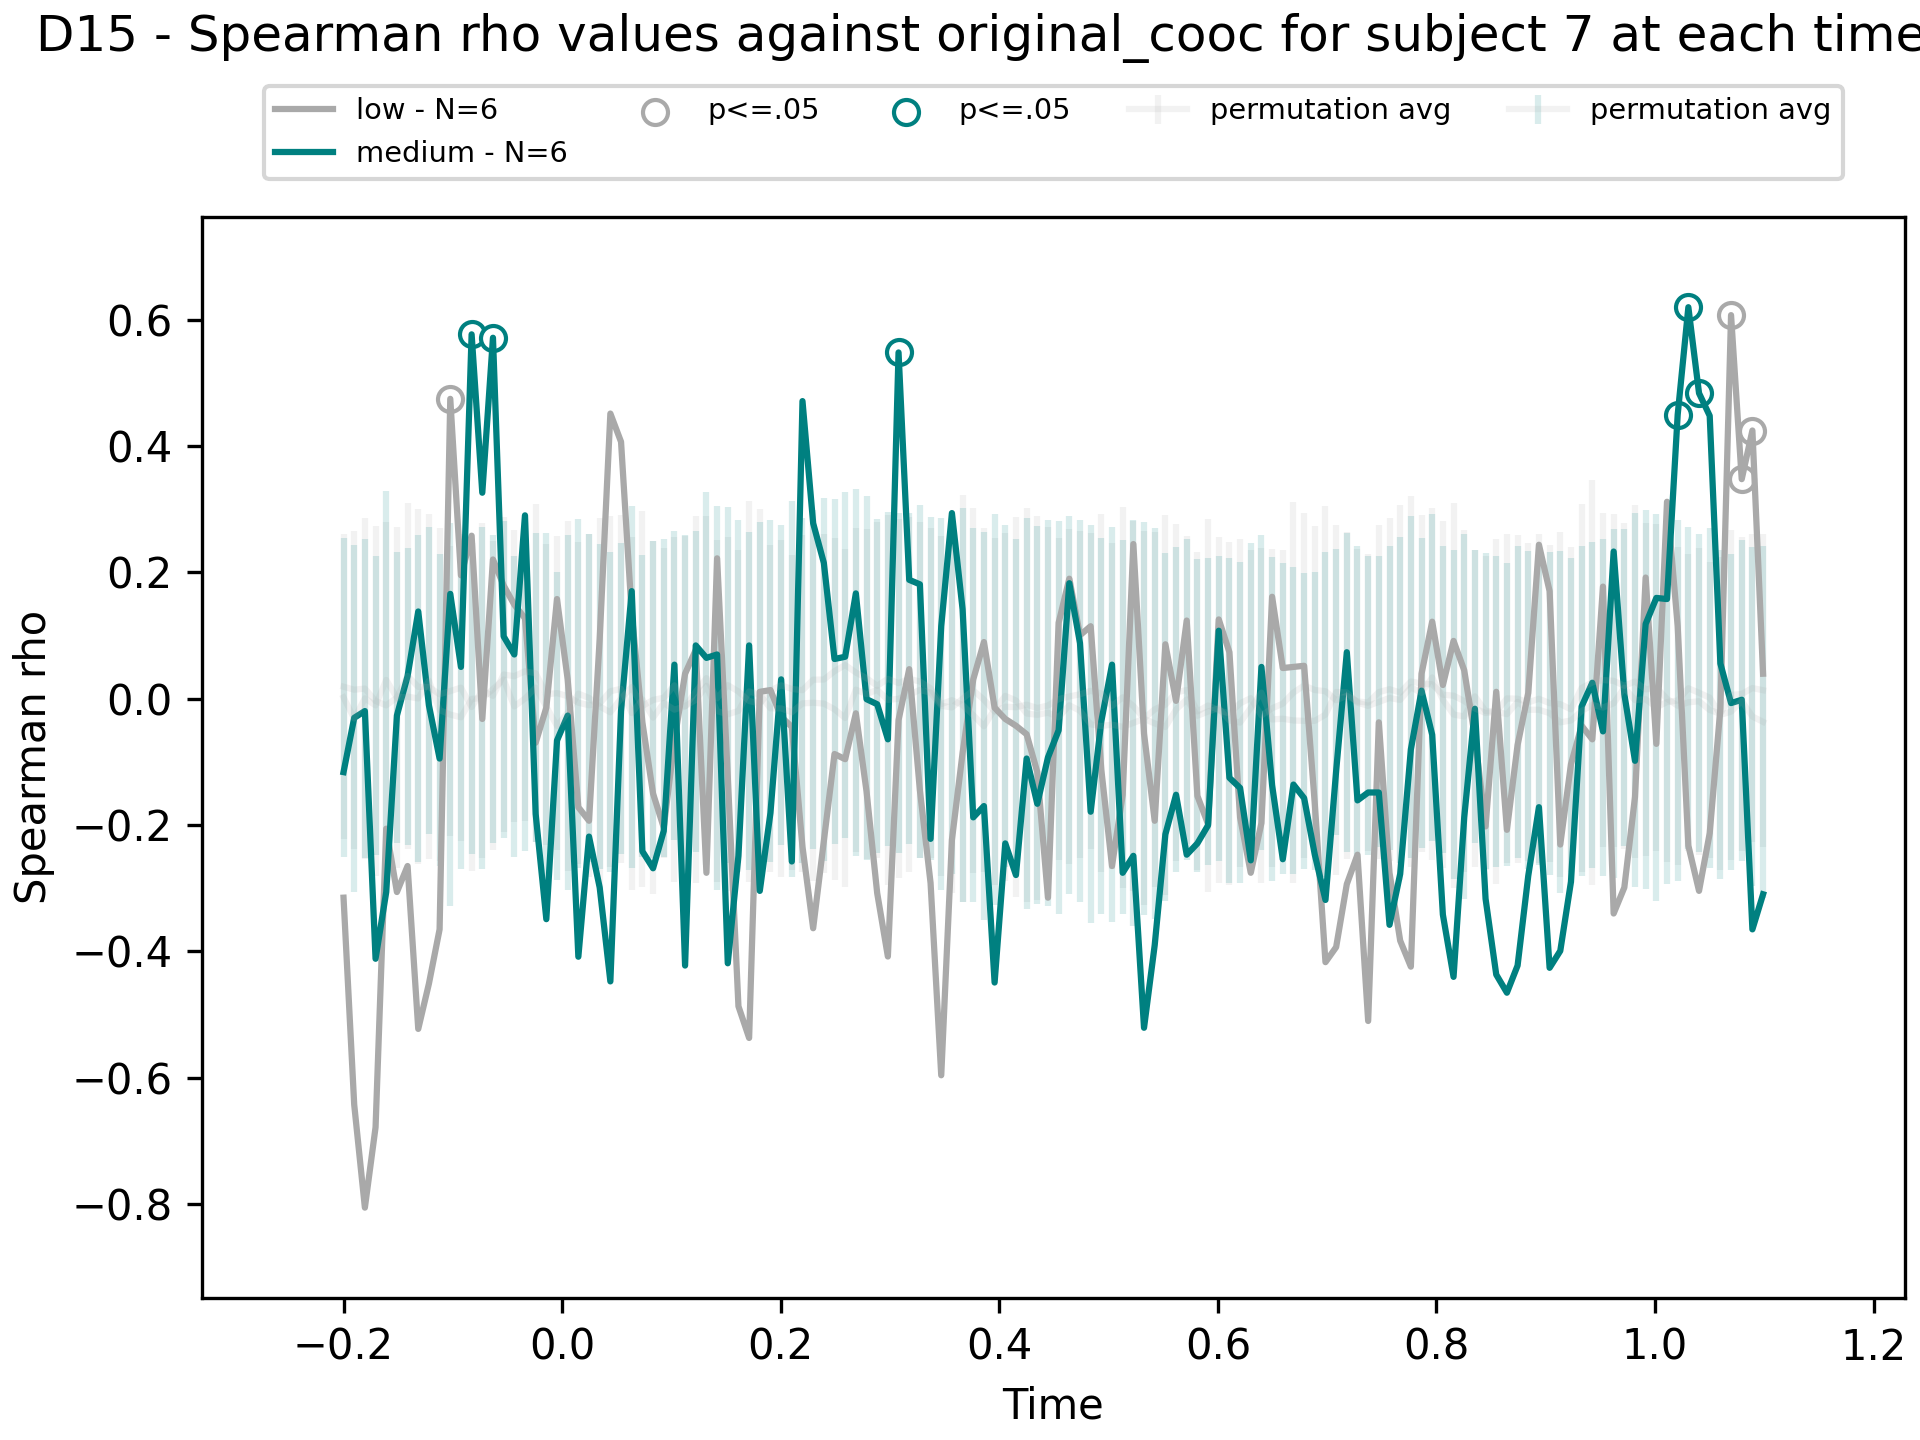 D15 - Spearman rho values against original_cooc for subject 7 at each time
low - N=6
medium - N=6
p<=.05
p<=.05
permutation avg
permutation avg
Spearman rho
0.6
0.4
0.2
0.0
−0.2
−0.4
−0.6
−0.8
−0.2 0.0 0.2 0.4 0.6 0.8 1.0 1.2
Time